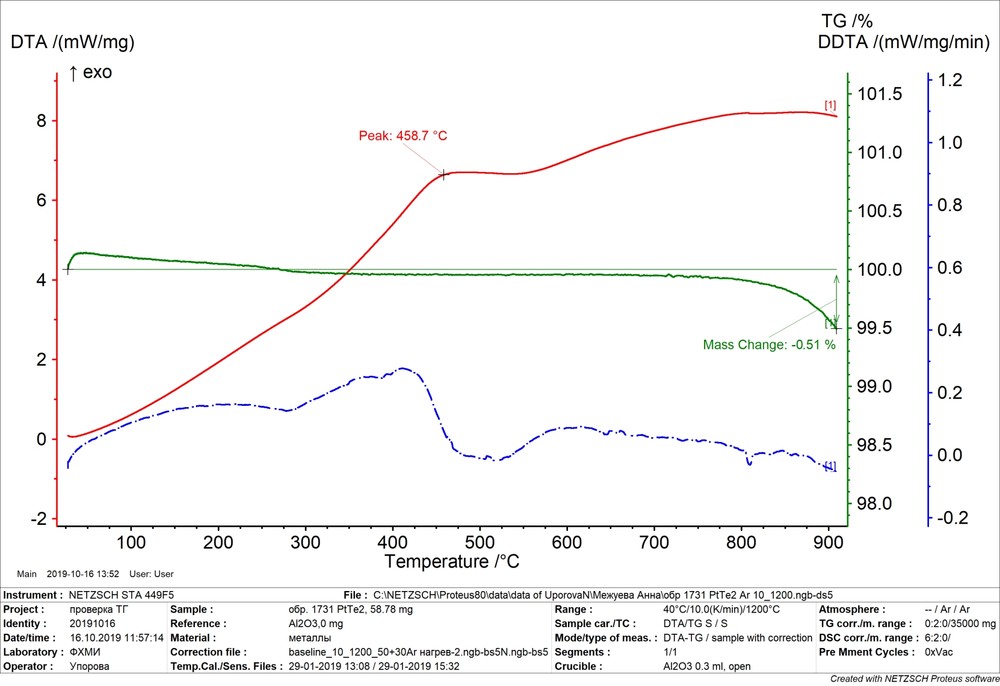 TG /%
DTA /(mW/mg)
DDTA /(mW/mg/min)
↑ exo
1.2
101.5
[1]
8
Peak: 458.7 °C
1.0
101.0
6
0.8
100.5
4
100.0
0.6
[1]
99.5
0.4
Mass Change: -0.51 %
2
99.0
0.2
0
98.5
0.0
[1]
98.0
-2
-0.2
100 200 300 400 500 600 700 800 900
Temperature /°C
Main 2019-10-16 13:52 User: User
Instrument : NETZSCH STA 449F5 File : C:\NETZSCH\Proteus80\data\data of UporovaN\Межуева Анна\обр 1731 PtTe2 Ar 10_1200.ngb-ds5
Project : проверка ТГ Sample : обр. 1731 PtTe2, 58.78 mg Range : 40°C/10.0(K/min)/1200°C Atmosphere : -- / Ar / Ar
Identity : 20191016 Reference : Al2O3,0 mg Sample car./TC : DTA/TG S / S TG corr./m. range : 0:2:0/35000 mg
Date/time : 16.10.2019 11:57:14 Material : металлы Mode/type of meas. : DTA-TG / sample with correction DSC corr./m. range : 6:2:0/
Laboratory : ФХМИ Correction file : baseline_10_1200_50+30Ar нагрев-2.ngb-bs5N.ngb-bs5 Segments : 1/1 Pre Mment Cycles : 0xVac
Operator : Упорова Temp.Cal./Sens. Files : 29-01-2019 13:08 / 29-01-2019 15:32 Crucible : Al2O3 0.3 ml, open
Created with NETZSCH Proteus software